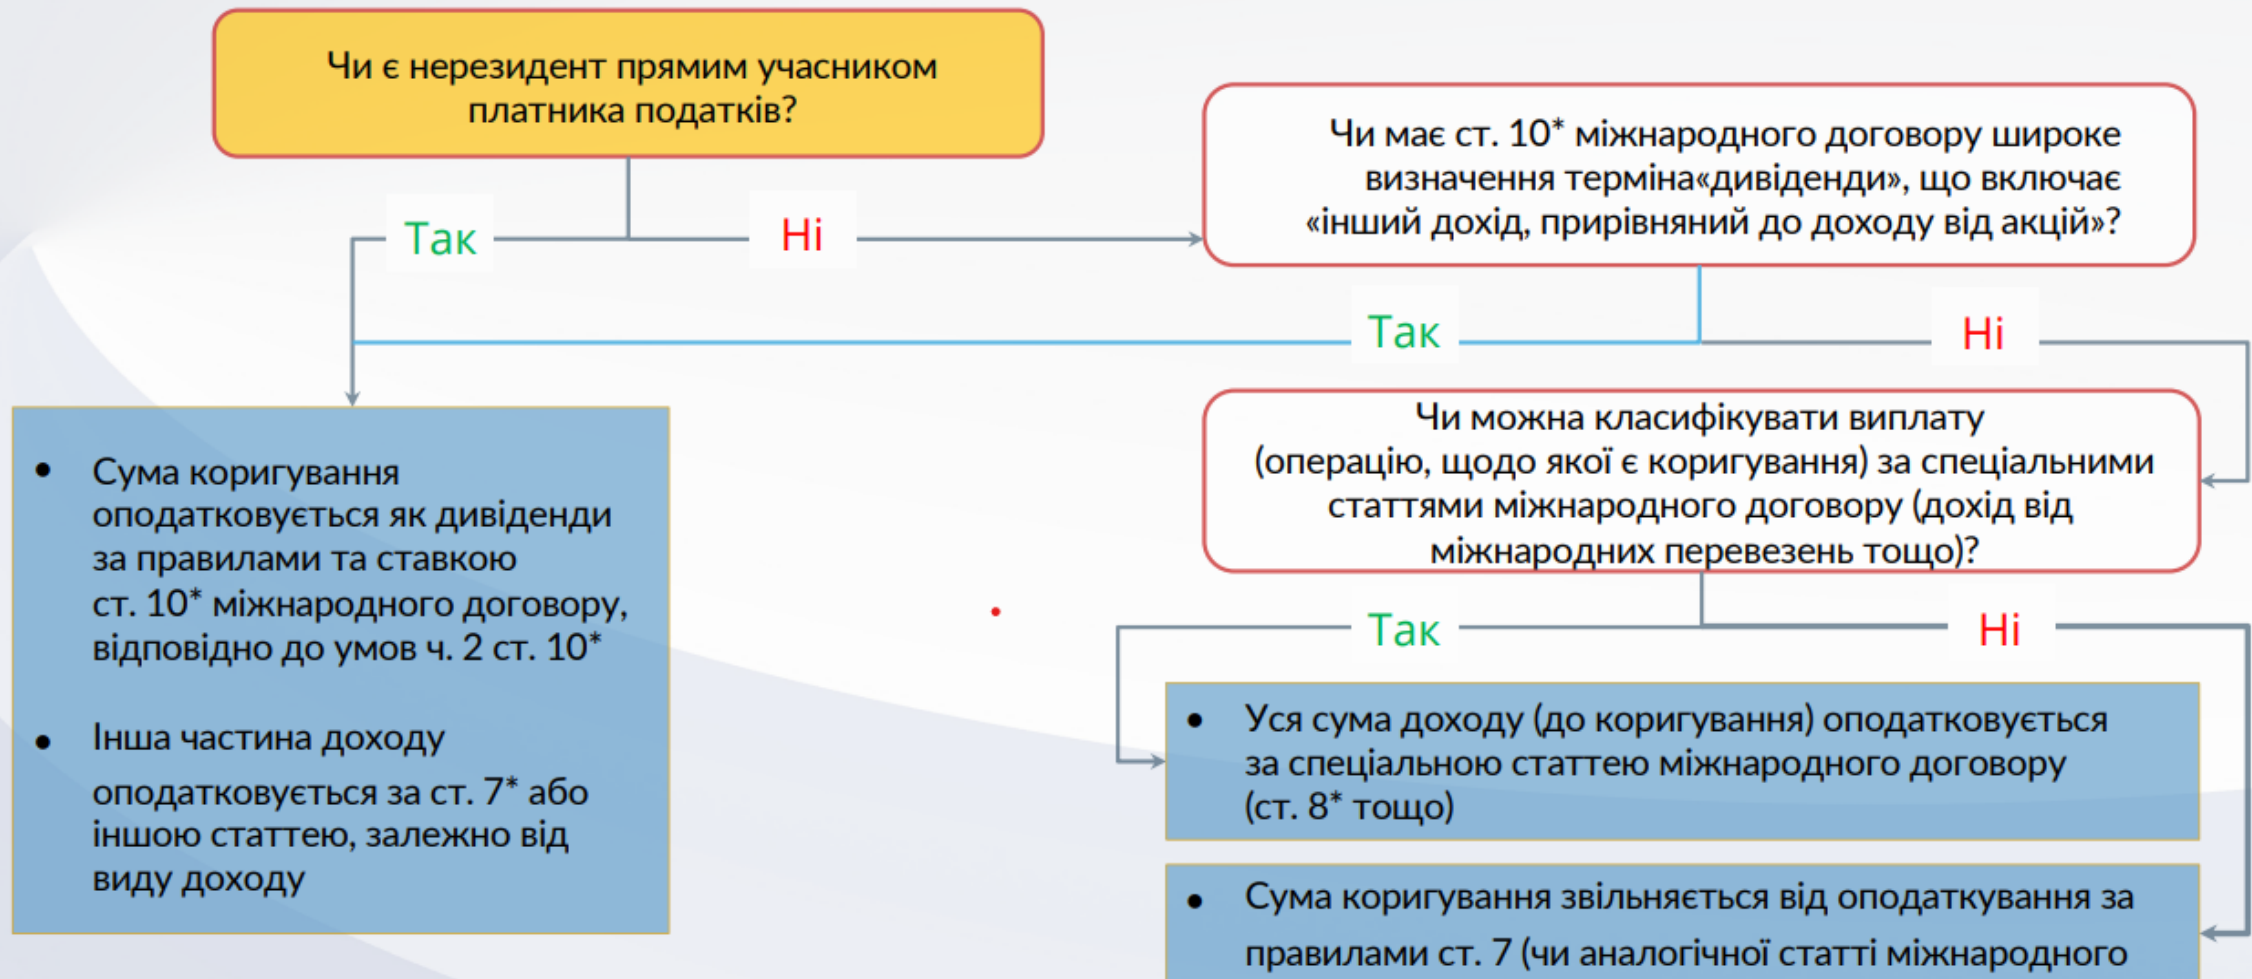 Чи є нерезидент прямим учасником
платника податків?
Так
Ні
Чи має ст. 10* міжнародного договору широке
визначення терміна«дивіденди», що включає
«інший дохід, прирівняний до доходу від акцій»?
Так
Ні
Чи можна класифікувати виплату
(операцію, щодо якої є коригування) за спеціальними
статтями міжнародного договору (дохід від
міжнародних перевезень тощо)?
Так
Ні
• Сума коригування
оподатковується як дивіденди
за правилами та ставкою
ст. 10* міжнародного договору,
відповідно до умов ч. 2 ст. 10*
• Інша частина доходу
оподатковується за ст. 7* або
іншою статтею, залежно від
виду доходу
• Уся сума доходу (до коригування) оподатковується
за спеціальною статтею міжнародного договору
(ст. 8* тощо)
• Сума коригування звільняється від оподаткування за
правилами ст. 7 (чи аналогічної статті міжнародного